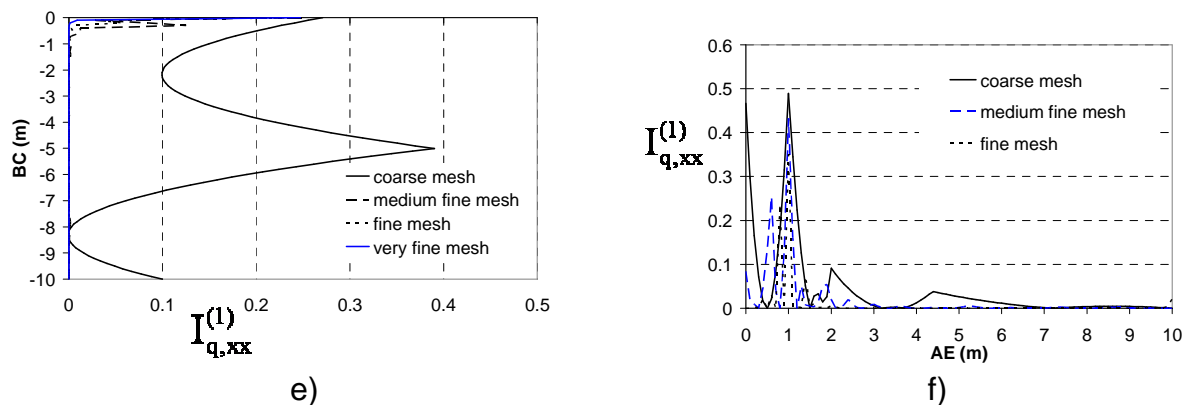 0
-1
-2
-3
-4
-5
-6
-7
-8
-9
-10
BC (m)
0 0.1 0.2 0.3 0.4 0.5
coarse mesh
medium fine mesh
fine mesh
very fine mesh
I(1)q,xx
e)
0.6
0.5
0.4
0.3
0.2
0.1
0
I(1)q,xx
coarse mesh
medium fine mesh
fine mesh
0 1 2 3 4 5 6 7 8 9 10
AE (m)
f)